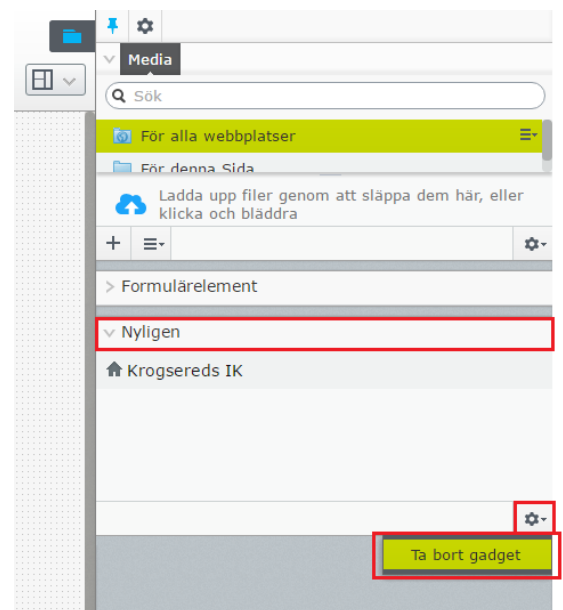 Media
Sök
För alla webbplatser
För denna Sida
Ladda upp filer genom att släppa dem här, eller
klicka och bläddra
Formulärelement
Nyligen
Krogsereds IK
Ta bort gadget